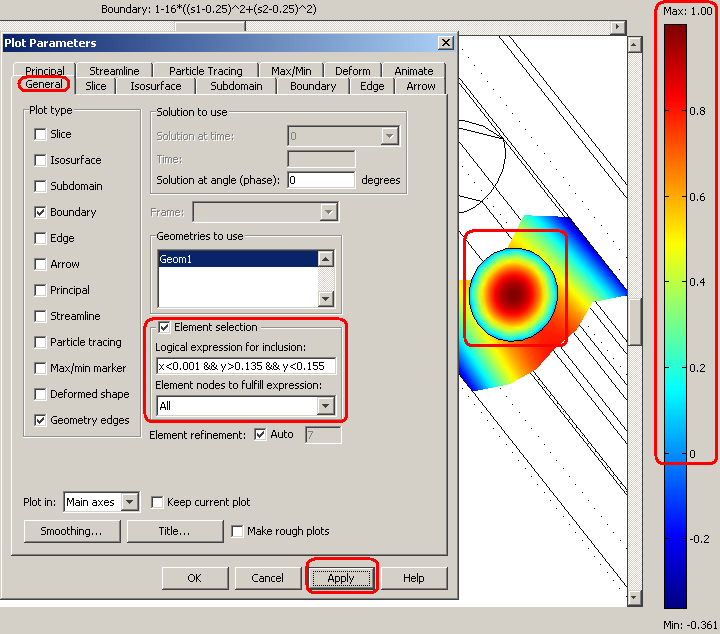 Boundary: 1-16*((s1-0.25)^2+(s2-0.25)^2)
Max: 1.00
Plot Parameters
Principal Streamline Particle Tracing Max/Min Deform Animate
General Slice Isosurface Subdomain Boundary Edge Arrow
Plot type
Slice
Isosurface
Subdomain
Boundary
Edge
Arrow
Principal
Streamline
Particle tracing
Max/min marker
Deformed shape
Geometry edges
Solution to use
Solution at time: 0
Time:
Solution at angle (phase): 0 degrees
Frame:
Geometries to use
Geom1
Element selection
Logical expression for inclusion:
x<0.001 && y>0.135 && y<0.155
Element nodes to fulfill expression:
All
Element refinement: Auto 7
Plot in: Main axes Keep current plot
Smoothing... Title... Make rough plots
OK Cancel Apply Help
0.8
0.6
0.4
0.2
0
-0.2
Min: -0.361